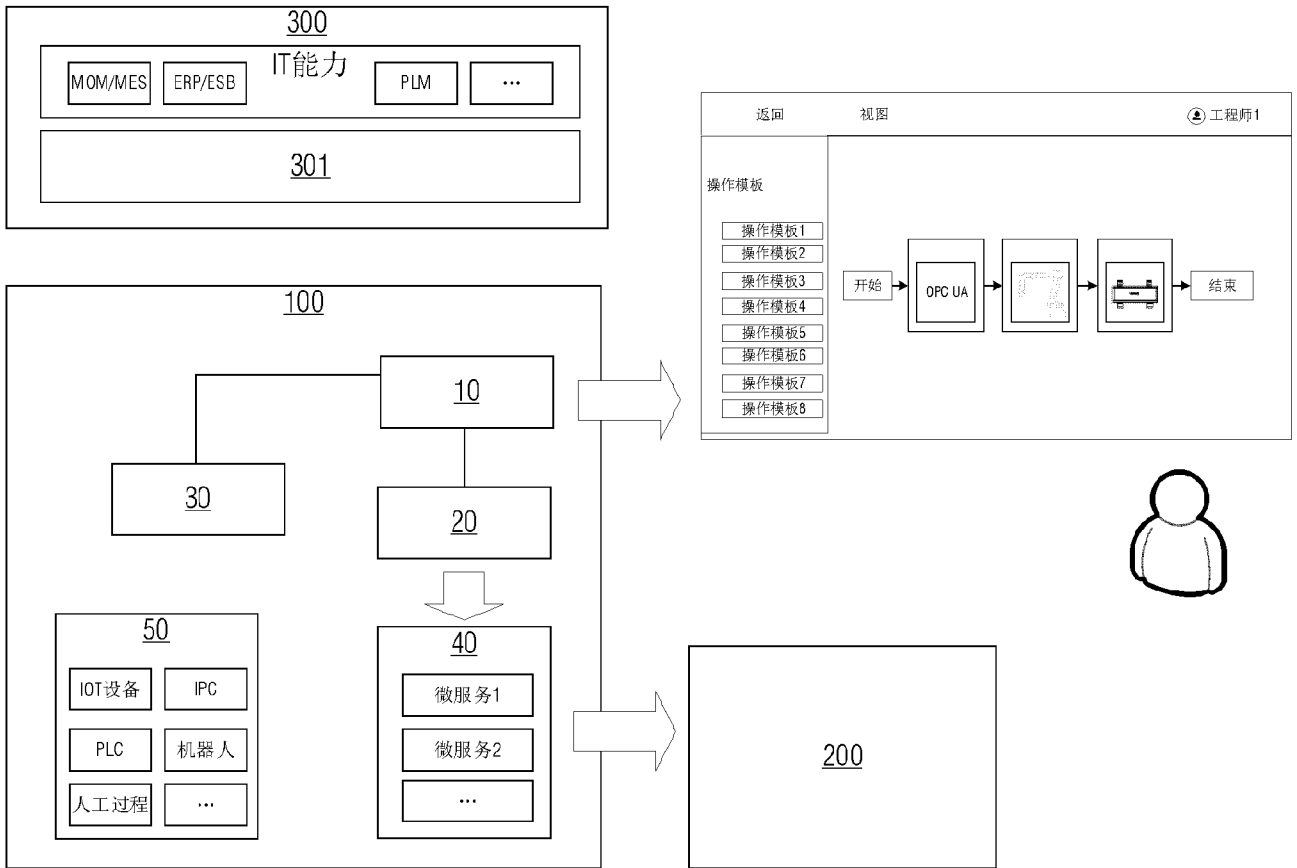 300
IT能力
MOM/MES
ERP/ESB
PLM
...
301
返回
视图
工程师1
操作模板
操作模板1
操作模板2
操作模板3
操作模板4
操作模板5
操作模板6
操作模板7
操作模板8
开始
OPC UA
结束
100
10
30
20
50
IOT设备
IPC
PLC
机器人
人工过程
...
40
微服务1
微服务2
...
200